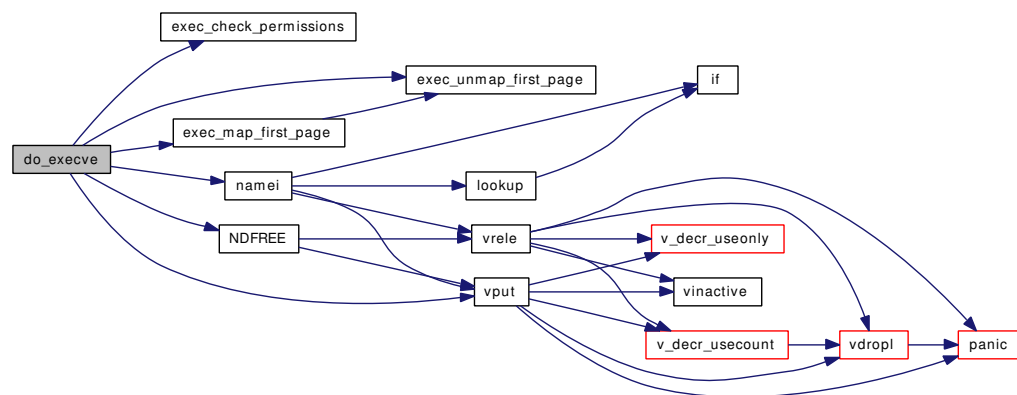 exec_check_permissions
exec_unmap_first_page
if
exec_map_first_page
do_execve
namei
lookup
NDFREE
vrele
v_decr_useonly
vput
vinactive
v_decr_usecount
vdropl
panic